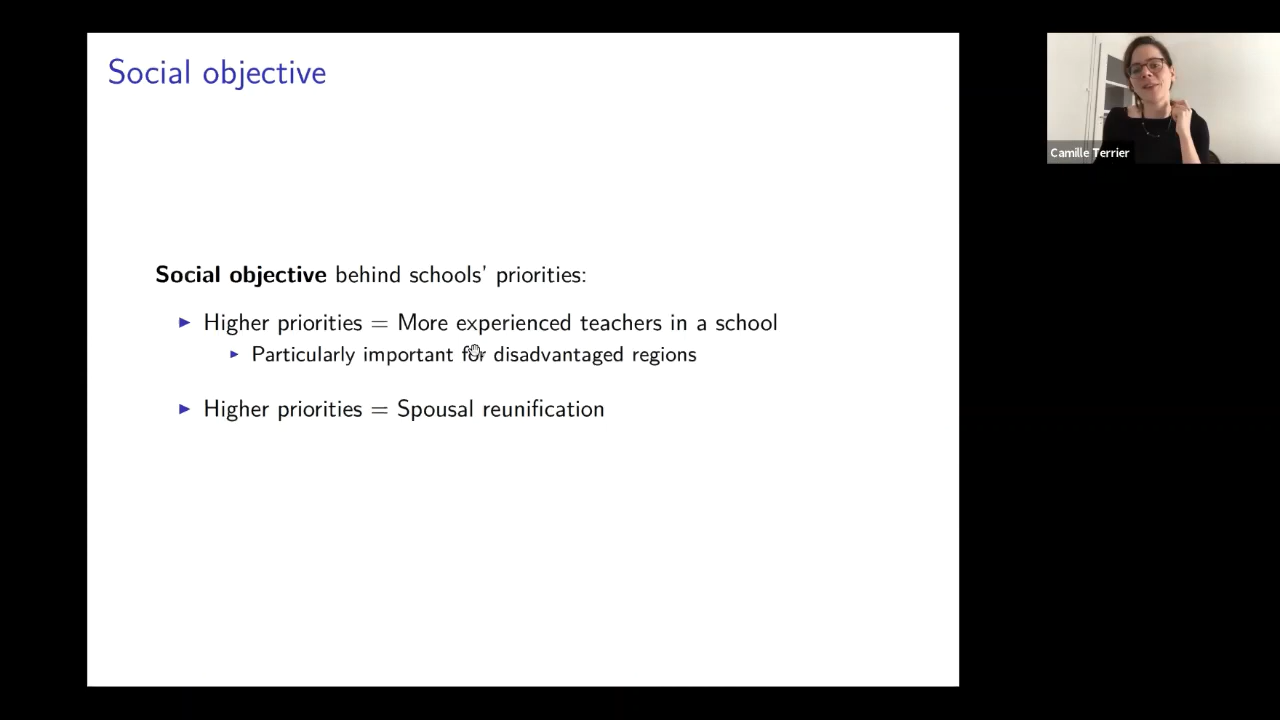 Social objective
Social objective behind schools' priorities:
Higher priorities = More experienced teachers in a school
Particularly important for disadvantaged regions
Higher priorities = Spousal reunification
Camille Terrier